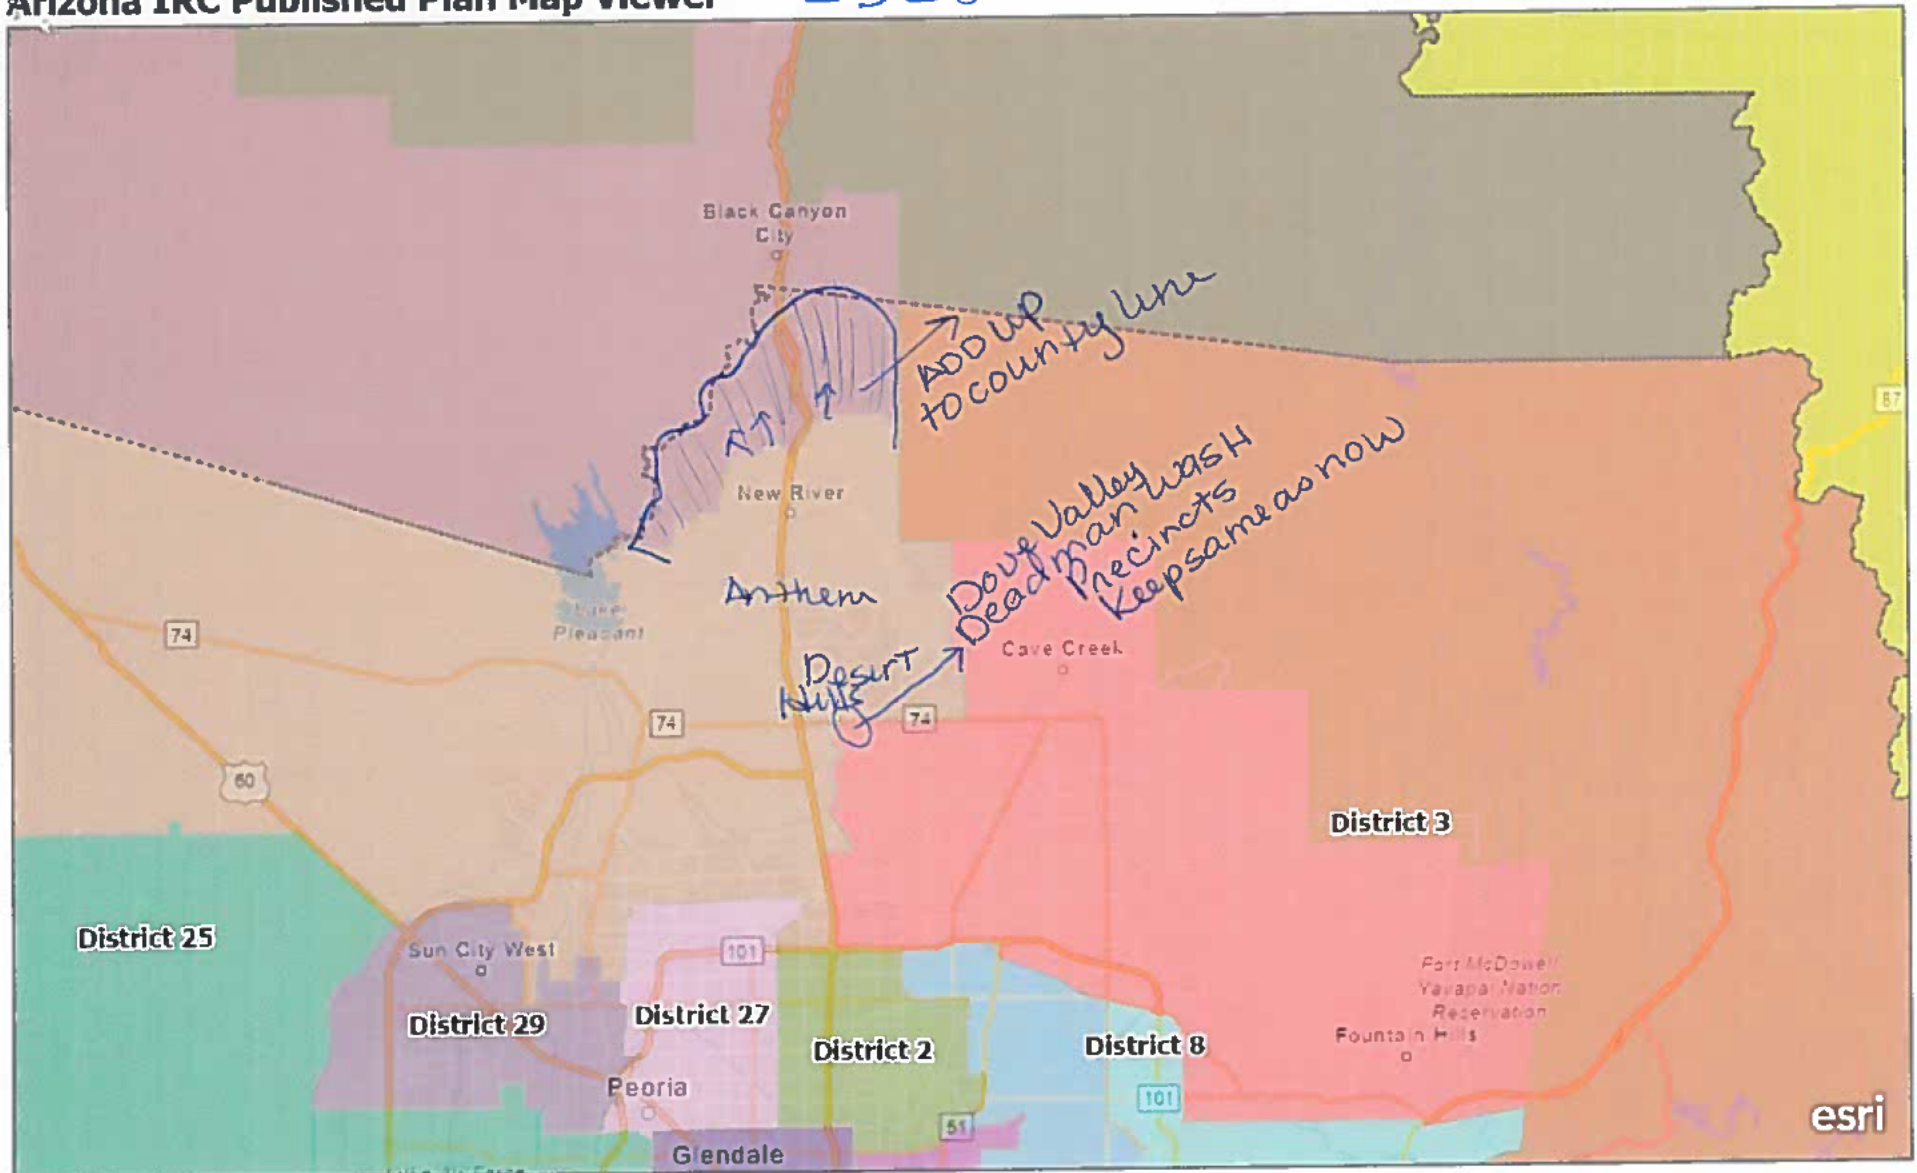 Arizona IRC Published Plan Map Viewer
Black Canyon
City
ADD UP
to county line
New River
87
Dove Valley
Deadman Wash
Precincts
Keep same as now
Anthem
Lake
Pleasant
74
Cave Creek
Desert
Hills
74
74
60
District 3
District 25
Sun City West
101
Fort McDowell
Yavapai Nation
Reservation
District 29
District 27
District 2
District 8
Fountain Hills
Peoria
101
51
esri
Glendale